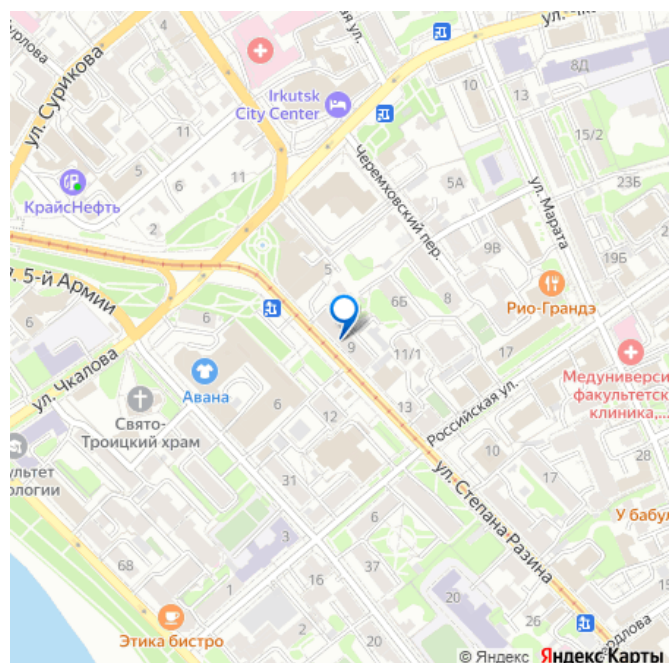 ул. Сурикова
Irkutsk
City Center
8Д
10
13
11
15/2
4
5
6
11
Черемховский пер.
5А
ул. Марата
23Б
КрайсНефть
2
9В
19Б
5
6Б
8
Рио-Грандэ
5-й Армии
6
6
9
11/1
17
Медуниверси
факультетск
клиника,...
ул. Чкалова
Авана
6
Свято-
Троицкий храм
12
13
Российская ул.
28
10
17
31
ул. Степана Разина
У бабул
6
3
68
1
16
37
20
26
15
2
20
Этика бистро
© Яндекс Яндекс Карты